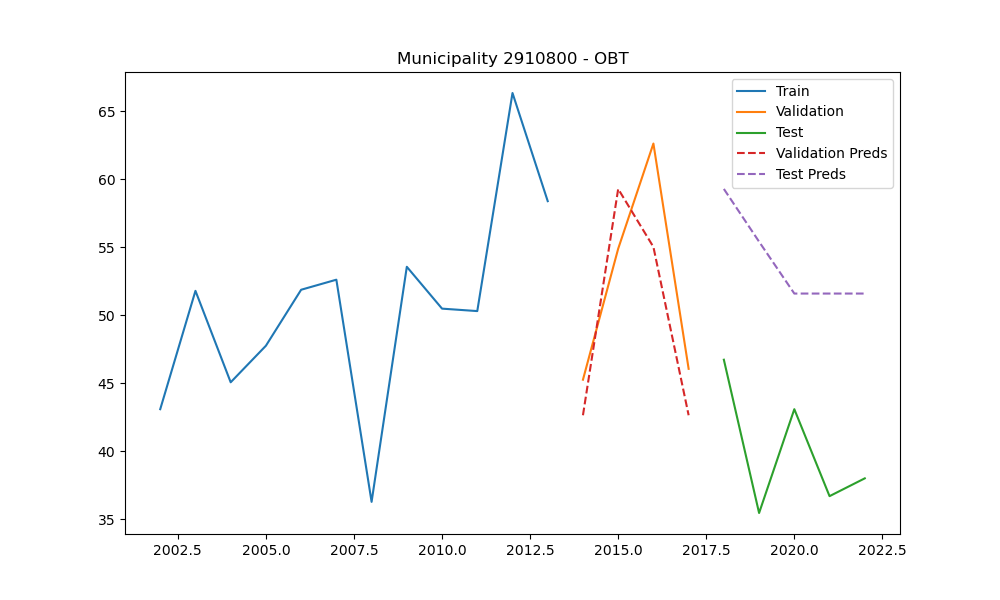 Municipality 2910800 - OBT
Train
Validation
Test
Validation Preds
Test Preds
65
60
55
50
45
40
35
2002.5 2005.0 2007.5 2010.0 2012.5 2015.0 2017.5 2020.0 2022.5